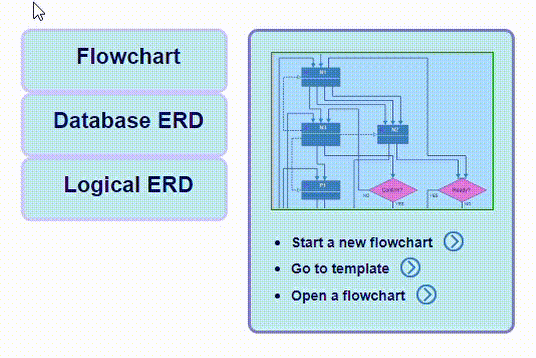 Flowchart
Database ERD
Logical ERD
N1
N3
N2
P1
Confirm?
Ready?
NO
YES
YES
NO
Start a new flowchart
Go to template
Open a flowchart